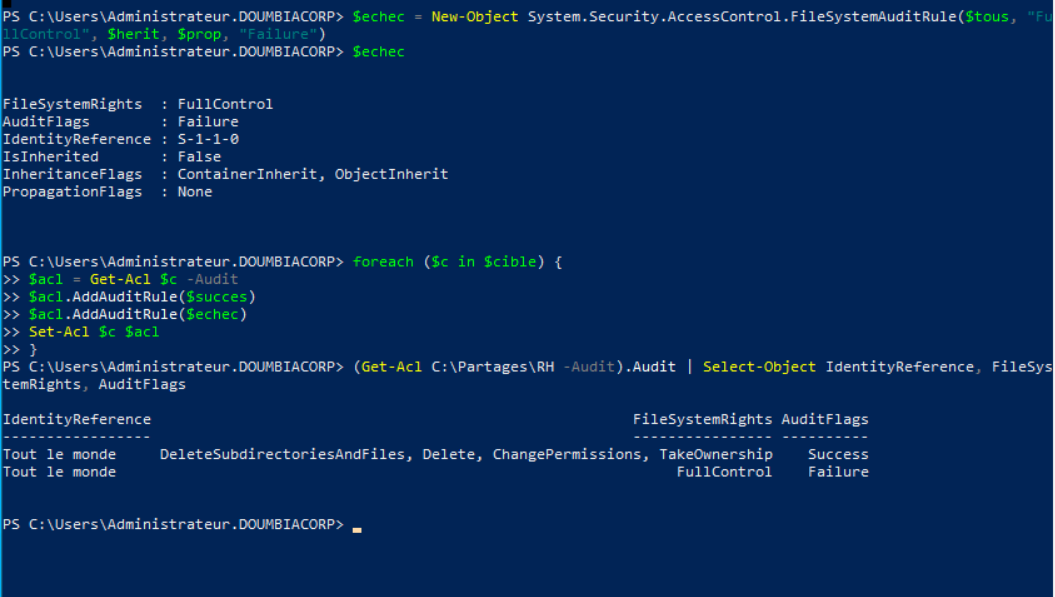 PS C:\Users\Administrateur.DOUMBIACORP> $echec = New-Object System.Security.AccessControl.FileSystemAuditRule($tous, "Fu
llControl", $herit, $prop, "Failure")
PS C:\Users\Administrateur.DOUMBIACORP> $echec
FileSystemRights  : FullControl
AuditFlags        : Failure
IdentityReference : S-1-1-0
IsInherited       : False
InheritanceFlags  : ContainerInherit, ObjectInherit
PropagationFlags  : None
PS C:\Users\Administrateur.DOUMBIACORP> foreach ($c in $cible) {
>> $acl = Get-Acl $c -Audit
>> $acl.AddAuditRule($succes)
>> $acl.AddAuditRule($echec)
>> Set-Acl $c $acl
>> }
PS C:\Users\Administrateur.DOUMBIACORP> (Get-Acl C:\Partages\RH -Audit).Audit | Select-Object IdentityReference, FileSys
temRights, AuditFlags
IdentityReference                                                       FileSystemRights AuditFlags
-----------------                                                       ---------------- ----------
Tout le monde     DeleteSubdirectoriesAndFiles, Delete, ChangePermissions, TakeOwnership    Success
Tout le monde                                                                FullControl    Failure
PS C:\Users\Administrateur.DOUMBIACORP>